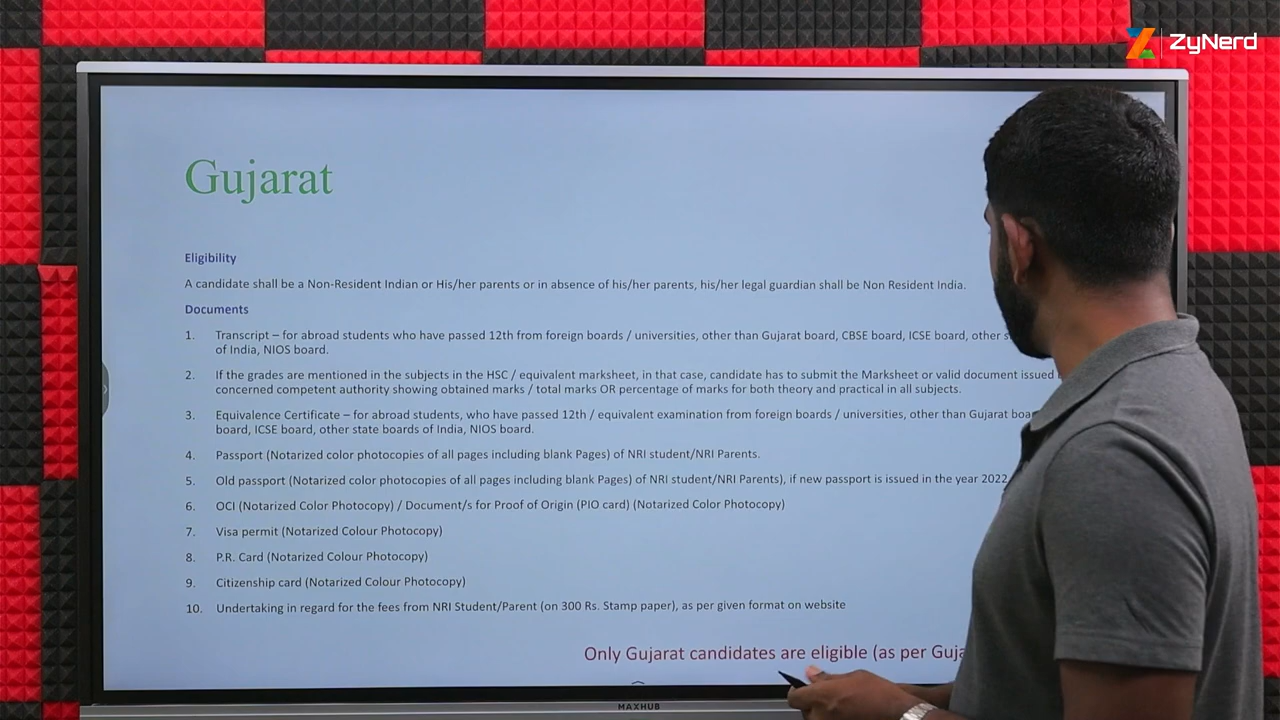 ZyNerd
Gujarat
Eligibility
A candidate shall be a Non-Resident Indian or His/her parents or in absence of his/her parents, his/her legal guardian shall be Non Resident India.
Documents
1. Transcript – for abroad students who have passed 12th from foreign boards / universities, other than Gujarat board, CBSE board, ICSE board, other
of India, NIOS board.
2. If the grades are mentioned in the subjects in the HSC / equivalent marksheet, in that case, candidate has to submit the Marksheet or valid document issued
concerned competent authority showing obtained marks / total marks OR percentage of marks for both theory and practical in all subjects.
3. Equivalence Certificate – for abroad students, who have passed 12th / equivalent examination from foreign boards / universities, other than Gujarat
board, ICSE board, other state boards of India, NIOS board.
4. Passport (Notarized color photocopies of all pages including blank Pages) of NRI student/NRI Parents.
5. Old passport (Notarized color photocopies of all pages including blank Pages) of NRI student/NRI Parents), if new passport is issued in the year 2022
6. OCI (Notarized Color Photocopy) / Document/s for Proof of Origin (PIO card) (Notarized Color Photocopy)
7. Visa permit (Notarized Colour Photocopy)
8. P.R. Card (Notarized Colour Photocopy)
9. Citizenship card (Notarized Colour Photocopy)
10. Undertaking in regard for the fees from NRI Student/Parent (on 300 Rs. Stamp paper), as per given format on website
Only Gujarat candidates are eligible (as per
MAXHUB